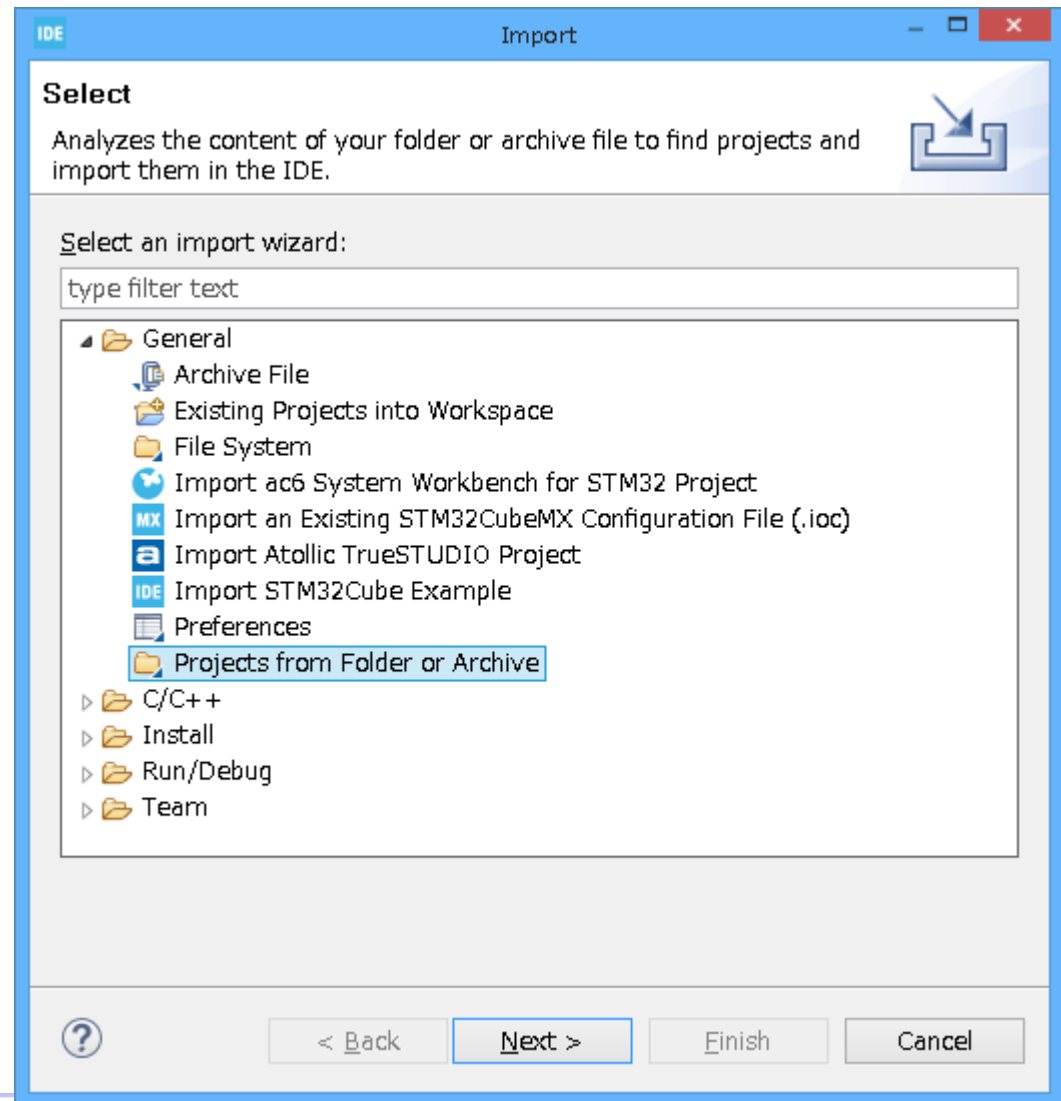 IDE
Import
Select
Analyzes the content of your folder or archive file to find projects and
import them in the IDE.
Select an import wizard:
type filter text
General
Archive File
Existing Projects into Workspace
File System
Import ac6 System Workbench for STM32 Project
MX Import an Existing STM32CubeMX Configuration File (.ioc)
a Import Atollic TrueSTUDIO Project
IDE Import STM32Cube Example
Preferences
Projects from Folder or Archive
C/C++
Install
Run/Debug
Team
? < Back Next > Finish Cancel